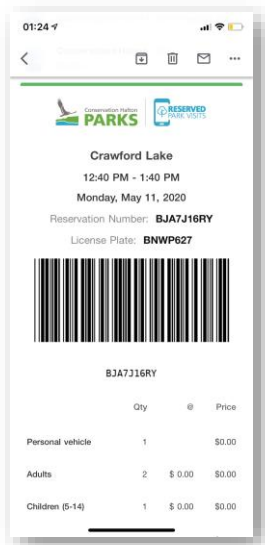 01:24
Conservation Halton
PARKS
RESERVED
PARK VISITS
Crawford Lake
12:40 PM - 1:40 PM
Monday, May 11, 2020
Reservation Number: BJA7J16RY
License Plate: BNWP627
BJA7J16RY
Qty @ Price
Personal vehicle 1 $0.00
Adults 2 $ 0.00 $0.00
Children (5-14) 1 $ 0.00 $0.00